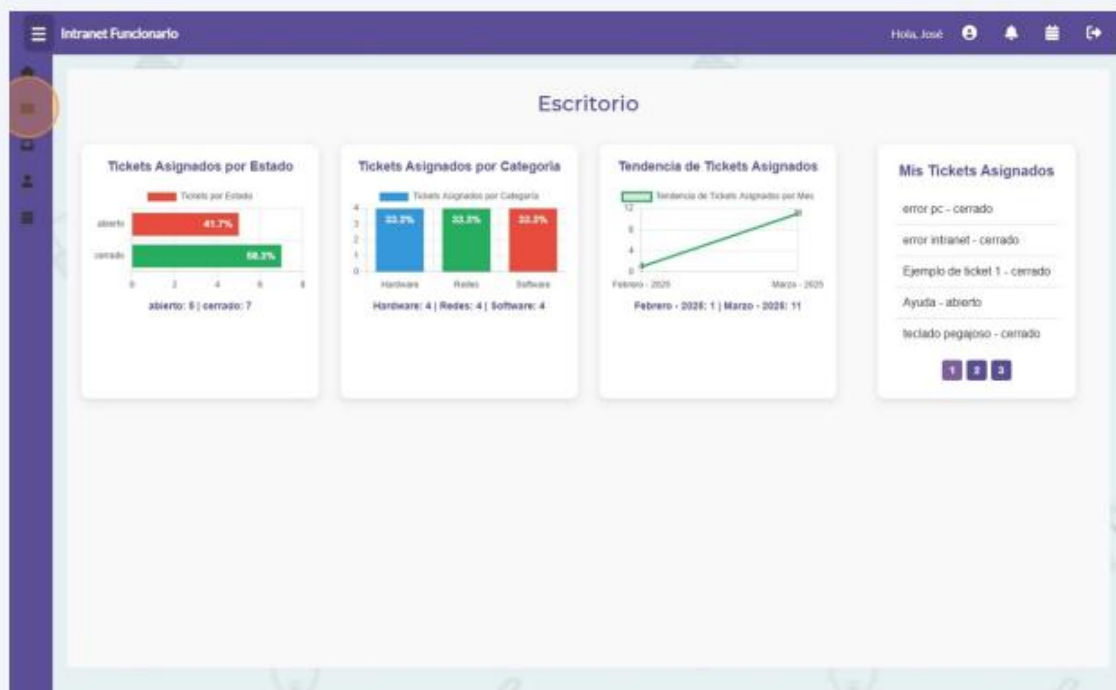 Intranet Funcionario
Hola, José
Escritorio
Tickets Asignados por Estado
Tickets por Estado
abierto
41.7%
cerrado
58.3%
0 2 4 6 8
abierto: 5 | cerrado: 7
Tickets Asignados por Categoría
Tickets Asignados por Categoría
4
3
2
1
0
33.3% 33.3% 33.3%
Hardware Redes Software
Hardware: 4 | Redes: 4 | Software: 4
Tendencia de Tickets Asignados
Tendencia de Tickets Asignados por Mes
12
8
4
0
Febrero - 2025 Marzo - 2025
Febrero - 2025: 1 | Marzo - 2025: 11
Mis Tickets Asignados
error pc - cerrado
error intranet - cerrado
Ejemplo de ticket 1 - cerrado
Ayuda - abierto
teclado pegajoso - cerrado
1 2 3